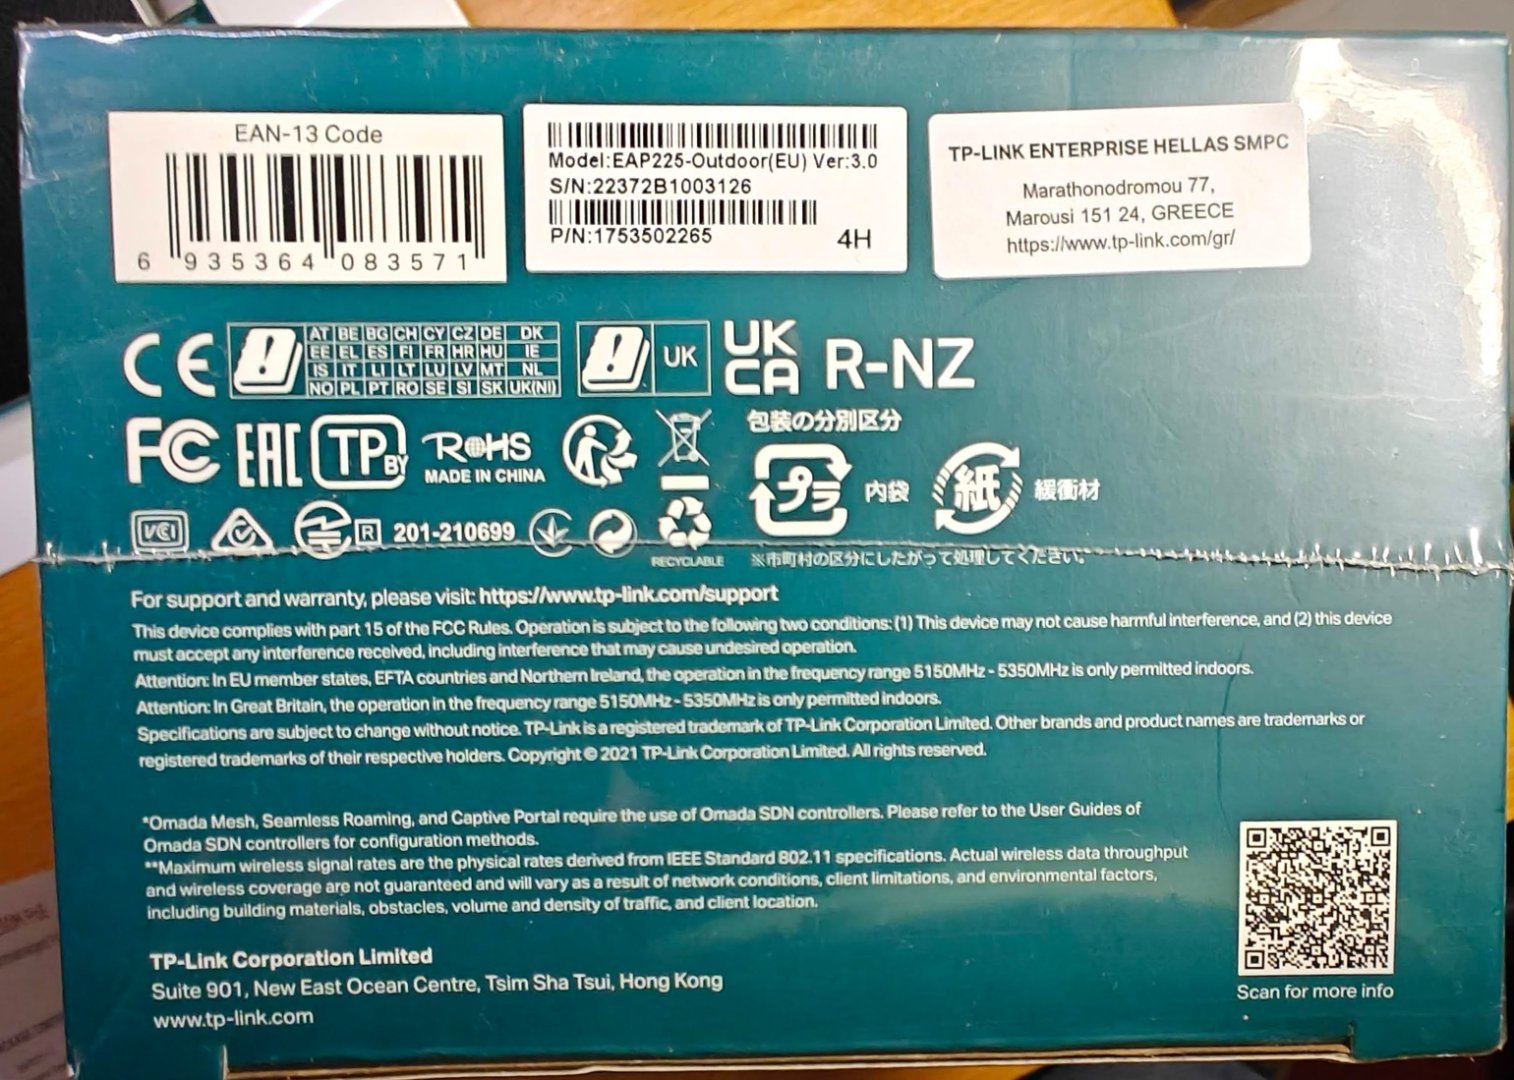 EAN-13 Code
6 935364 083571
Model:EAP225-Outdoor(EU) Ver:3.0
S/N:22372B1003126
P/N:1753502265
4H
TP-LINK ENTERPRISE HELLAS SMPC
Marathonodromou 77,
Marousi 151 24, GREECE
https://www.tp-link.com/gr/
CE
AT BE BG CH CY CZ DE DK
EE EL ES FI FR HR HU IE
IS IT LI LT LU LV MT NL
NO PL PT RO SE SI SK UK(NI)
UK
UK
CA
R-NZ
FC
EAC
TP BY
RoHS
MADE IN CHINA
包装の分別区分
プラ
内袋
紙
緩衝材
VCCI
R 201-210699
RECYCLABLE
※市町村の区分にしたがって処理してください。
For support and warranty, please visit: https://www.tp-link.com/support
This device complies with part 15 of the FCC Rules. Operation is subject to the following two conditions: (1) This device may not cause harmful interference, and (2) this device
must accept any interference received, including interference that may cause undesired operation.
Attention: In EU member states, EFTA countries and Northern Ireland, the operation in the frequency range 5150MHz - 5350MHz is only permitted indoors.
Attention: In Great Britain, the operation in the frequency range 5150MHz - 5350MHz is only permitted indoors.
Specifications are subject to change without notice. TP-Link is a registered trademark of TP-Link Corporation Limited. Other brands and product names are trademarks or
registered trademarks of their respective holders. Copyright © 2021 TP-Link Corporation Limited. All rights reserved.
*Omada Mesh, Seamless Roaming, and Captive Portal require the use of Omada SDN controllers. Please refer to the User Guides of
Omada SDN controllers for configuration methods.
**Maximum wireless signal rates are the physical rates derived from IEEE Standard 802.11 specifications. Actual wireless data throughput
and wireless coverage are not guaranteed and will vary as a result of network conditions, client limitations, and environmental factors,
including building materials, obstacles, volume and density of traffic, and client location.
TP-Link Corporation Limited
Suite 901, New East Ocean Centre, Tsim Sha Tsui, Hong Kong
www.tp-link.com
Scan for more info